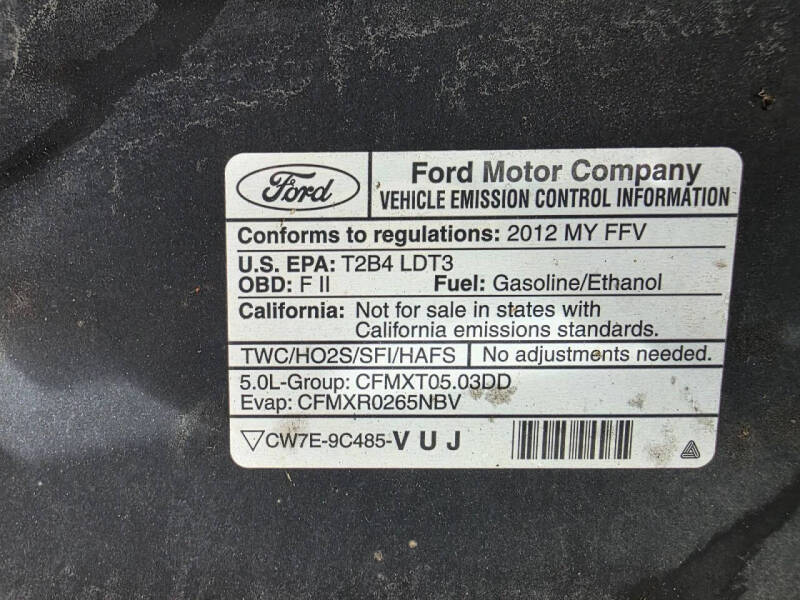 Ford
Ford Motor Company
VEHICLE EMISSION CONTROL INFORMATION
Conforms to regulations: 2012 MY FFV
U.S. EPA: T2B4 LDT3
OBD: F II Fuel: Gasoline/Ethanol
California: Not for sale in states with
California emissions standards.
TWC/HO2S/SFI/HAFS No adjustments needed.
5.0L-Group: CFMXT05.03DD
Evap: CFMXR0265NBV
CW7E-9C485-VUJ